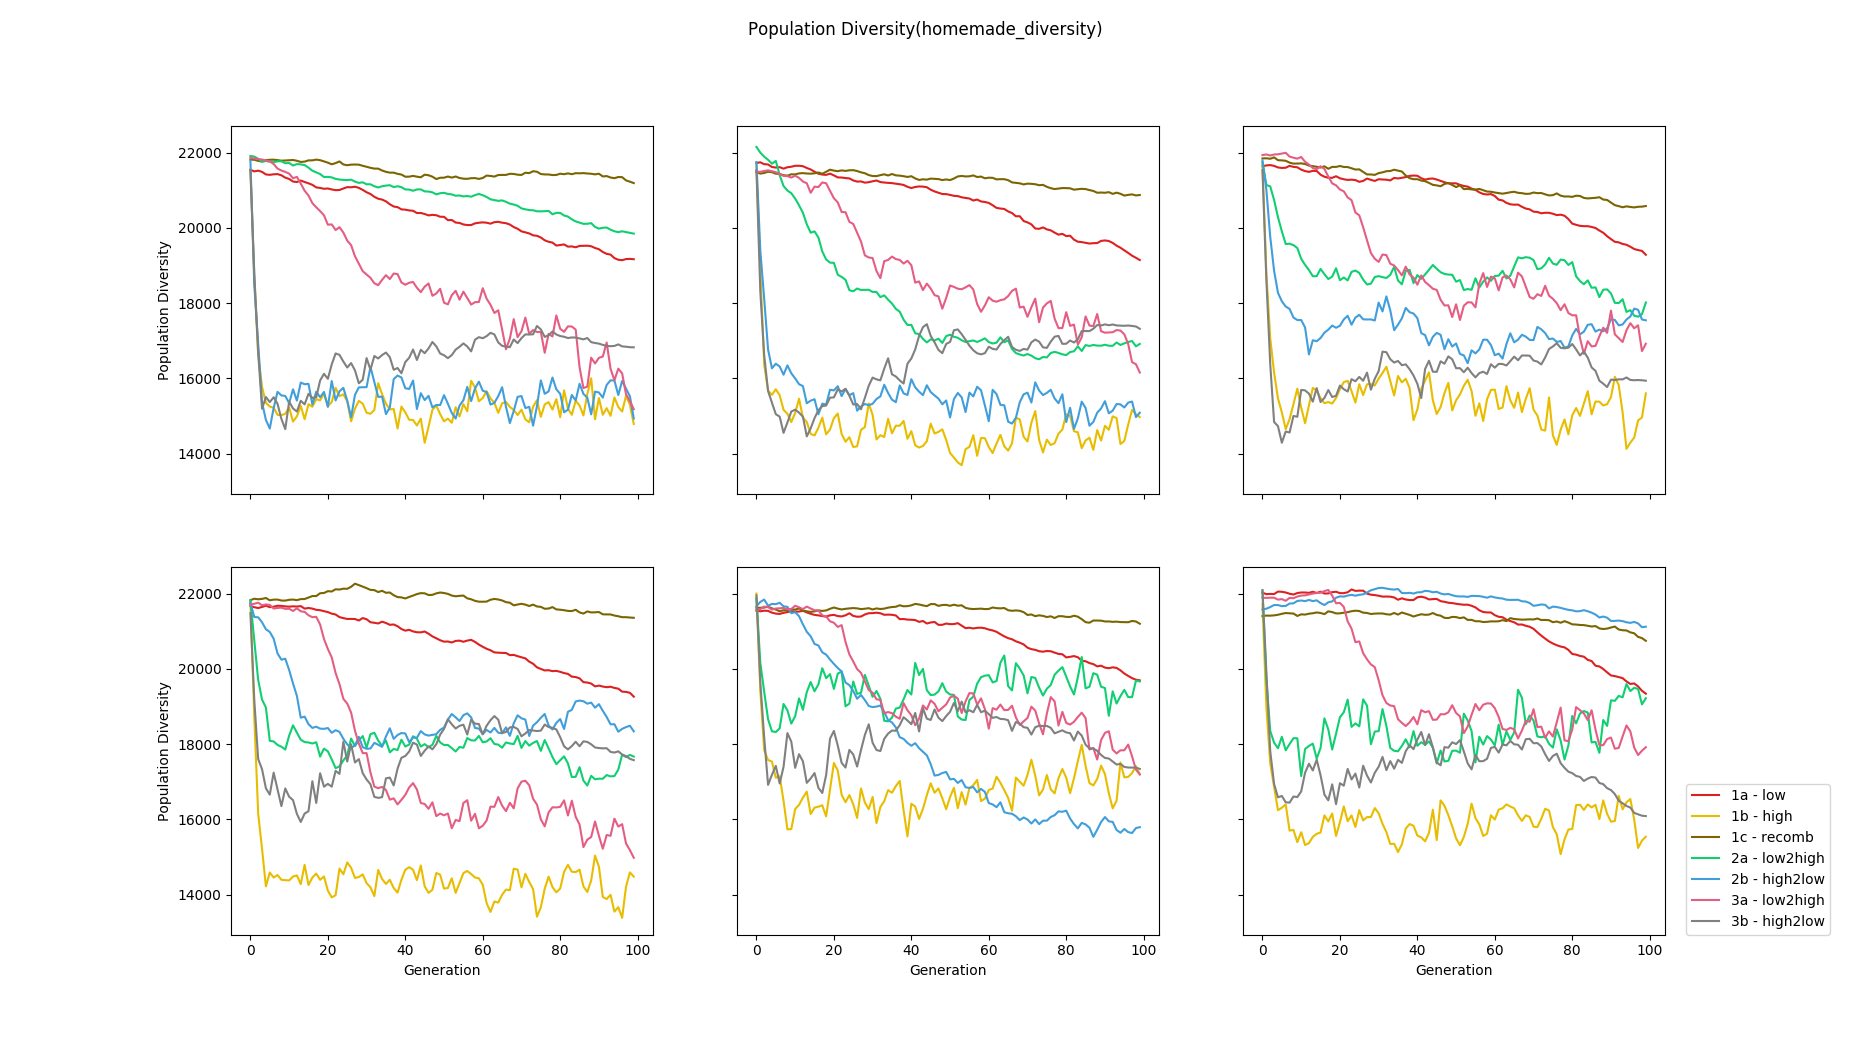 Population Diversity(homemade_diversity)
Population Diversity
22000
20000
18000
16000
14000
Population Diversity
22000
20000
18000
16000
14000
0 20 40 60 80 100
Generation
0 20 40 60 80 100
Generation
0 20 40 60 80 100
Generation
1a - low
1b - high
1c - recomb
2a - low2high
2b - high2low
3a - low2high
3b - high2low